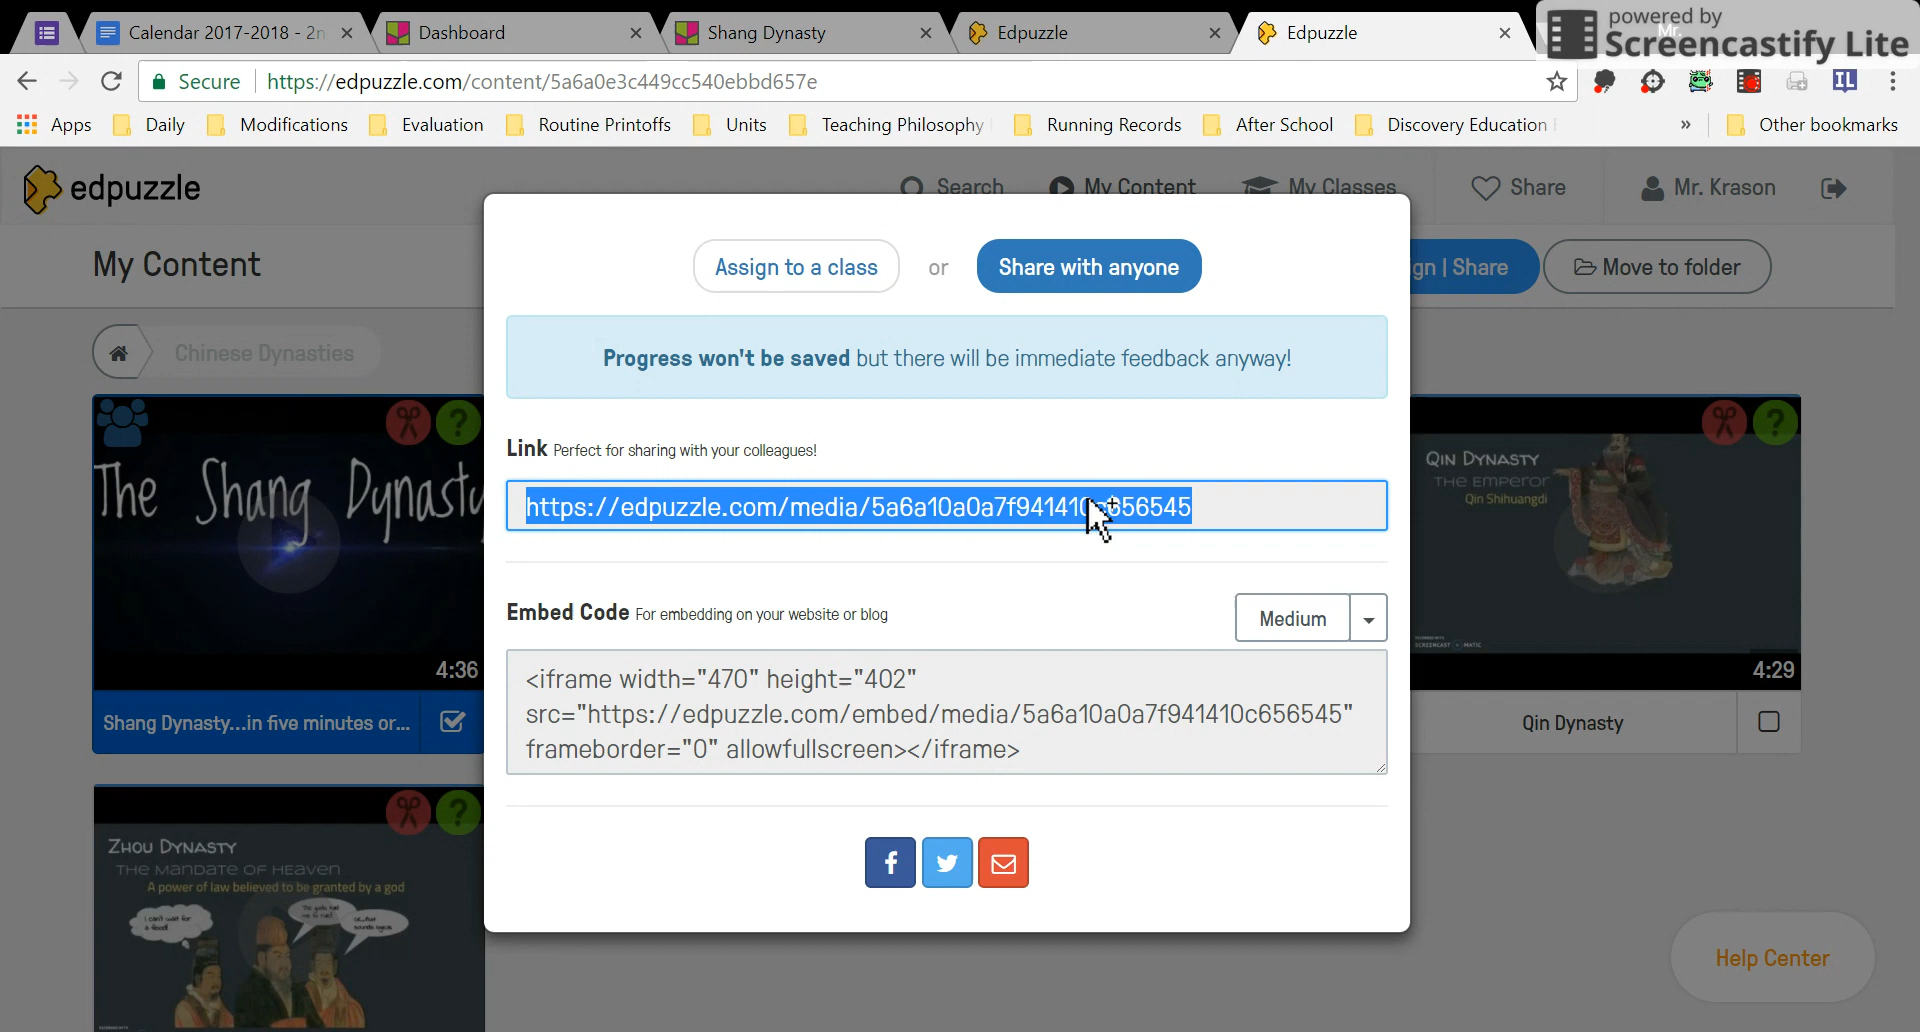 Calendar 2017-2018 - 2n
Dashboard
Shang Dynasty
Edpuzzle
Edpuzzle
powered by
Screencastify Lite
Mr.
Secure
https://edpuzzle.com/content/5a6a0e3c449cc540ebbd657e
IL
Apps
Daily
Modifications
Evaluation
Routine Printoffs
Units
Teaching Philosophy
Running Records
After School
Discovery Education
»
Other bookmarks
edpuzzle
Search
My Content
My Classes
Share
Mr. Krason
My Content
Assign to a class
or
Share with anyone
gn | Share
Move to folder
Chinese Dynasties
Progress won't be saved but there will be immediate feedback anyway!
Link Perfect for sharing with your colleagues!
https://edpuzzle.com/media/5a6a10a0a7f941410c656545
Embed Code For embedding on your website or blog
Medium
<iframe width="470" height="402"
src="https://edpuzzle.com/embed/media/5a6a10a0a7f941410c656545"
frameborder="0" allowfullscreen></iframe>
?
The Shang Dynasty
4:36
Shang Dynasty...in five minutes or...
?
Qin Dynasty
The Emperor
Qin Shihuangdi
4:29
Qin Dynasty
?
Zhou Dynasty
The Mandate of Heaven
A power of law believed to be granted by a god
I can't wait for
a flood!
Help Center